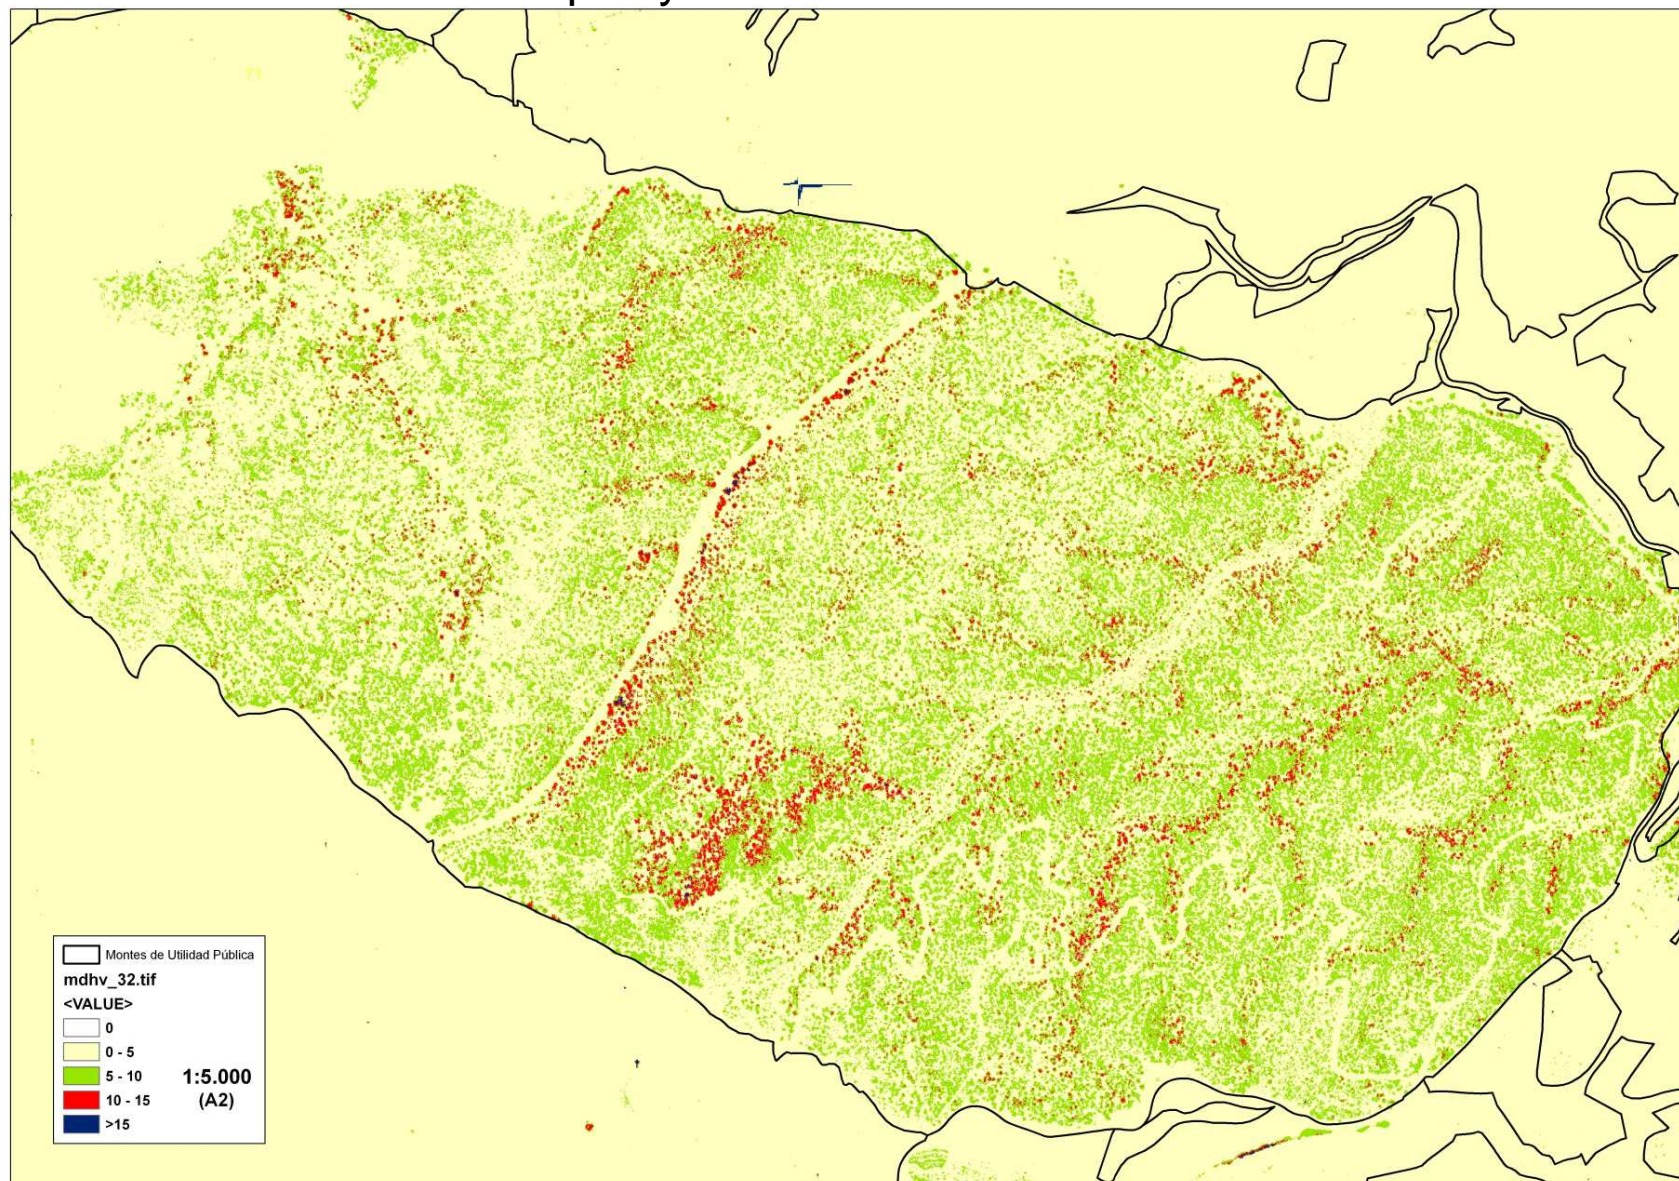 Montes de Utilidad Pública
mdhv_32.tif
<VALUE>
0
0 - 5
5 - 10
10 - 15
>15
1:5.000
(A2)